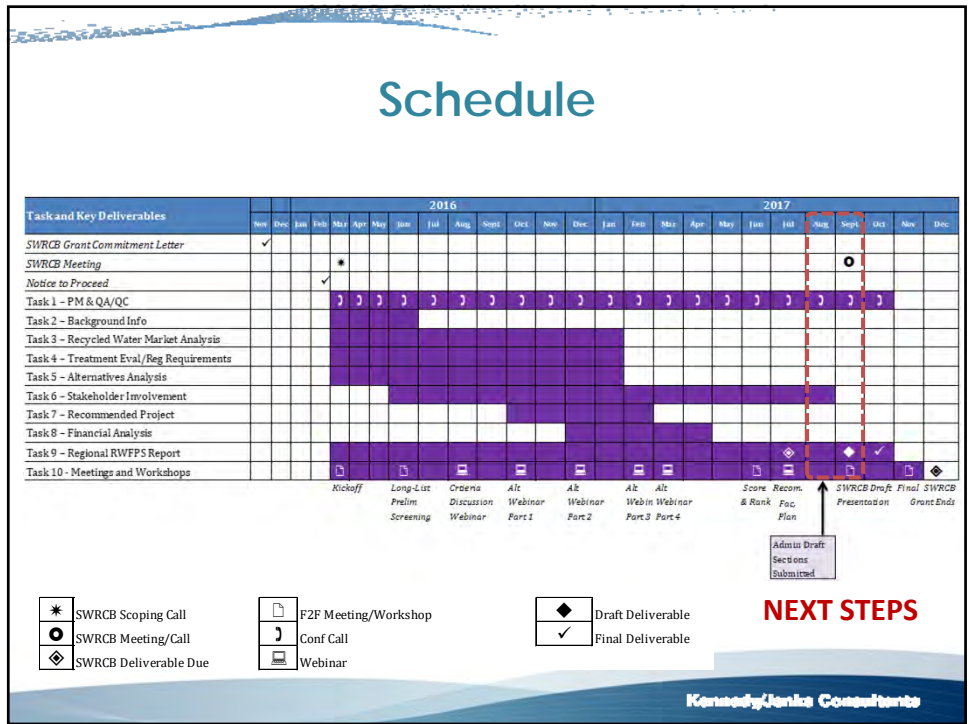 Schedule
Task and Key Deliverables
2016 2017
Nov Dec Jan Feb Mar Apr May Jun Jul Aug Sept Oct Nov Dec Jan Feb Mar Apr May Jun Jul Aug Sept Oct Nov Dec
SWRCB Grant Commitment Letter
SWRCB Meeting
Notice to Proceed
Task 1 – PM & QA/QC
Task 2 – Background Info
Task 3 – Recycled Water Market Analysis
Task 4 – Treatment Eval/Reg Requirements
Task 5 – Alternatives Analysis
Task 6 – Stakeholder Involvement
Task 7 – Recommended Project
Task 8 – Financial Analysis
Task 9 – Regional RWFPS Report
Task 10 - Meetings and Workshops
Kickoff Long-List Criteria Alt Alt Alt Alt Score Recom. SWRCB Draft Final SWRCB
Prelim Discussion Webinar Webinar Webin Webinar & Rank Fac. Presentation Grant Ends
Screening Webinar Part 1 Part 2 Part 3 Part 4 Plan
Admin Draft
Sections
Submitted
NEXT STEPS
SWRCB Scoping Call F2F Meeting/Workshop Draft Deliverable
SWRCB Meeting/Call Conf Call Final Deliverable
SWRCB Deliverable Due Webinar
Kennedy/Jenks Consultants